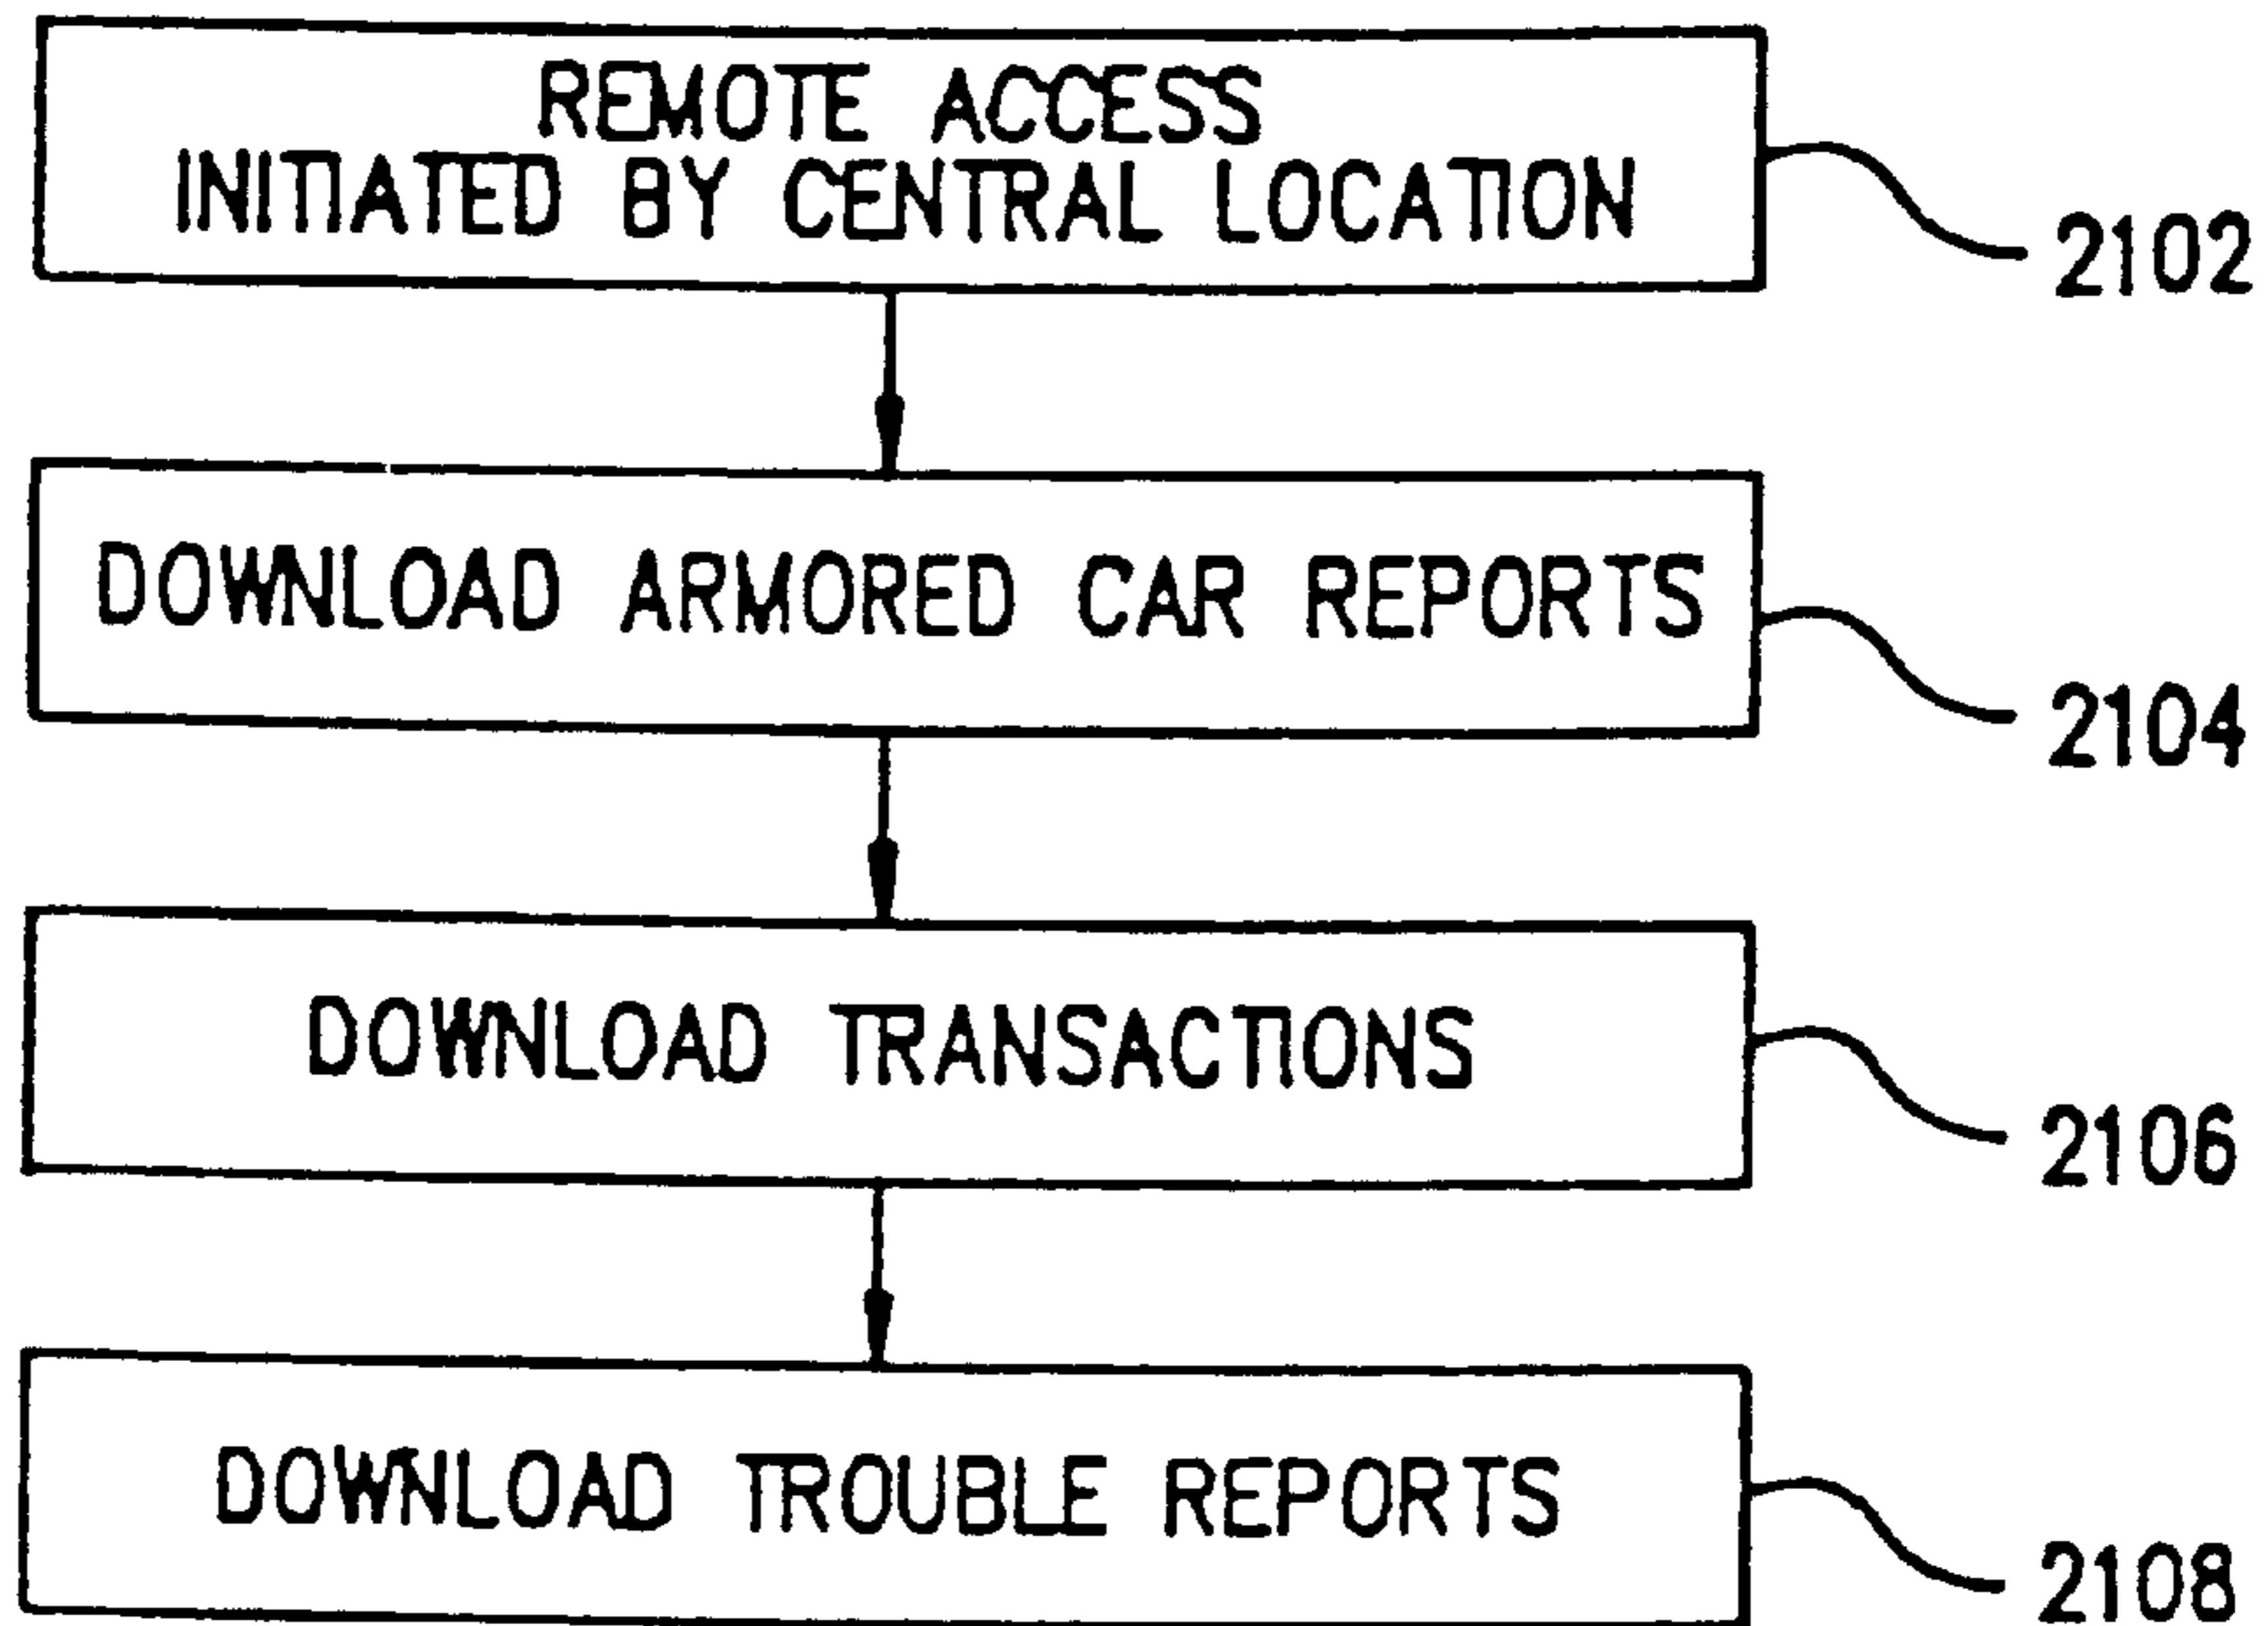 REMOTE ACCESS
INITIATED BY CENTRAL LOCATION
2102
DOWNLOAD ARMORED CAR REPORTS
2104
DOWNLOAD TRANSACTIONS
2106
DOWNLOAD TROUBLE REPORTS
2108